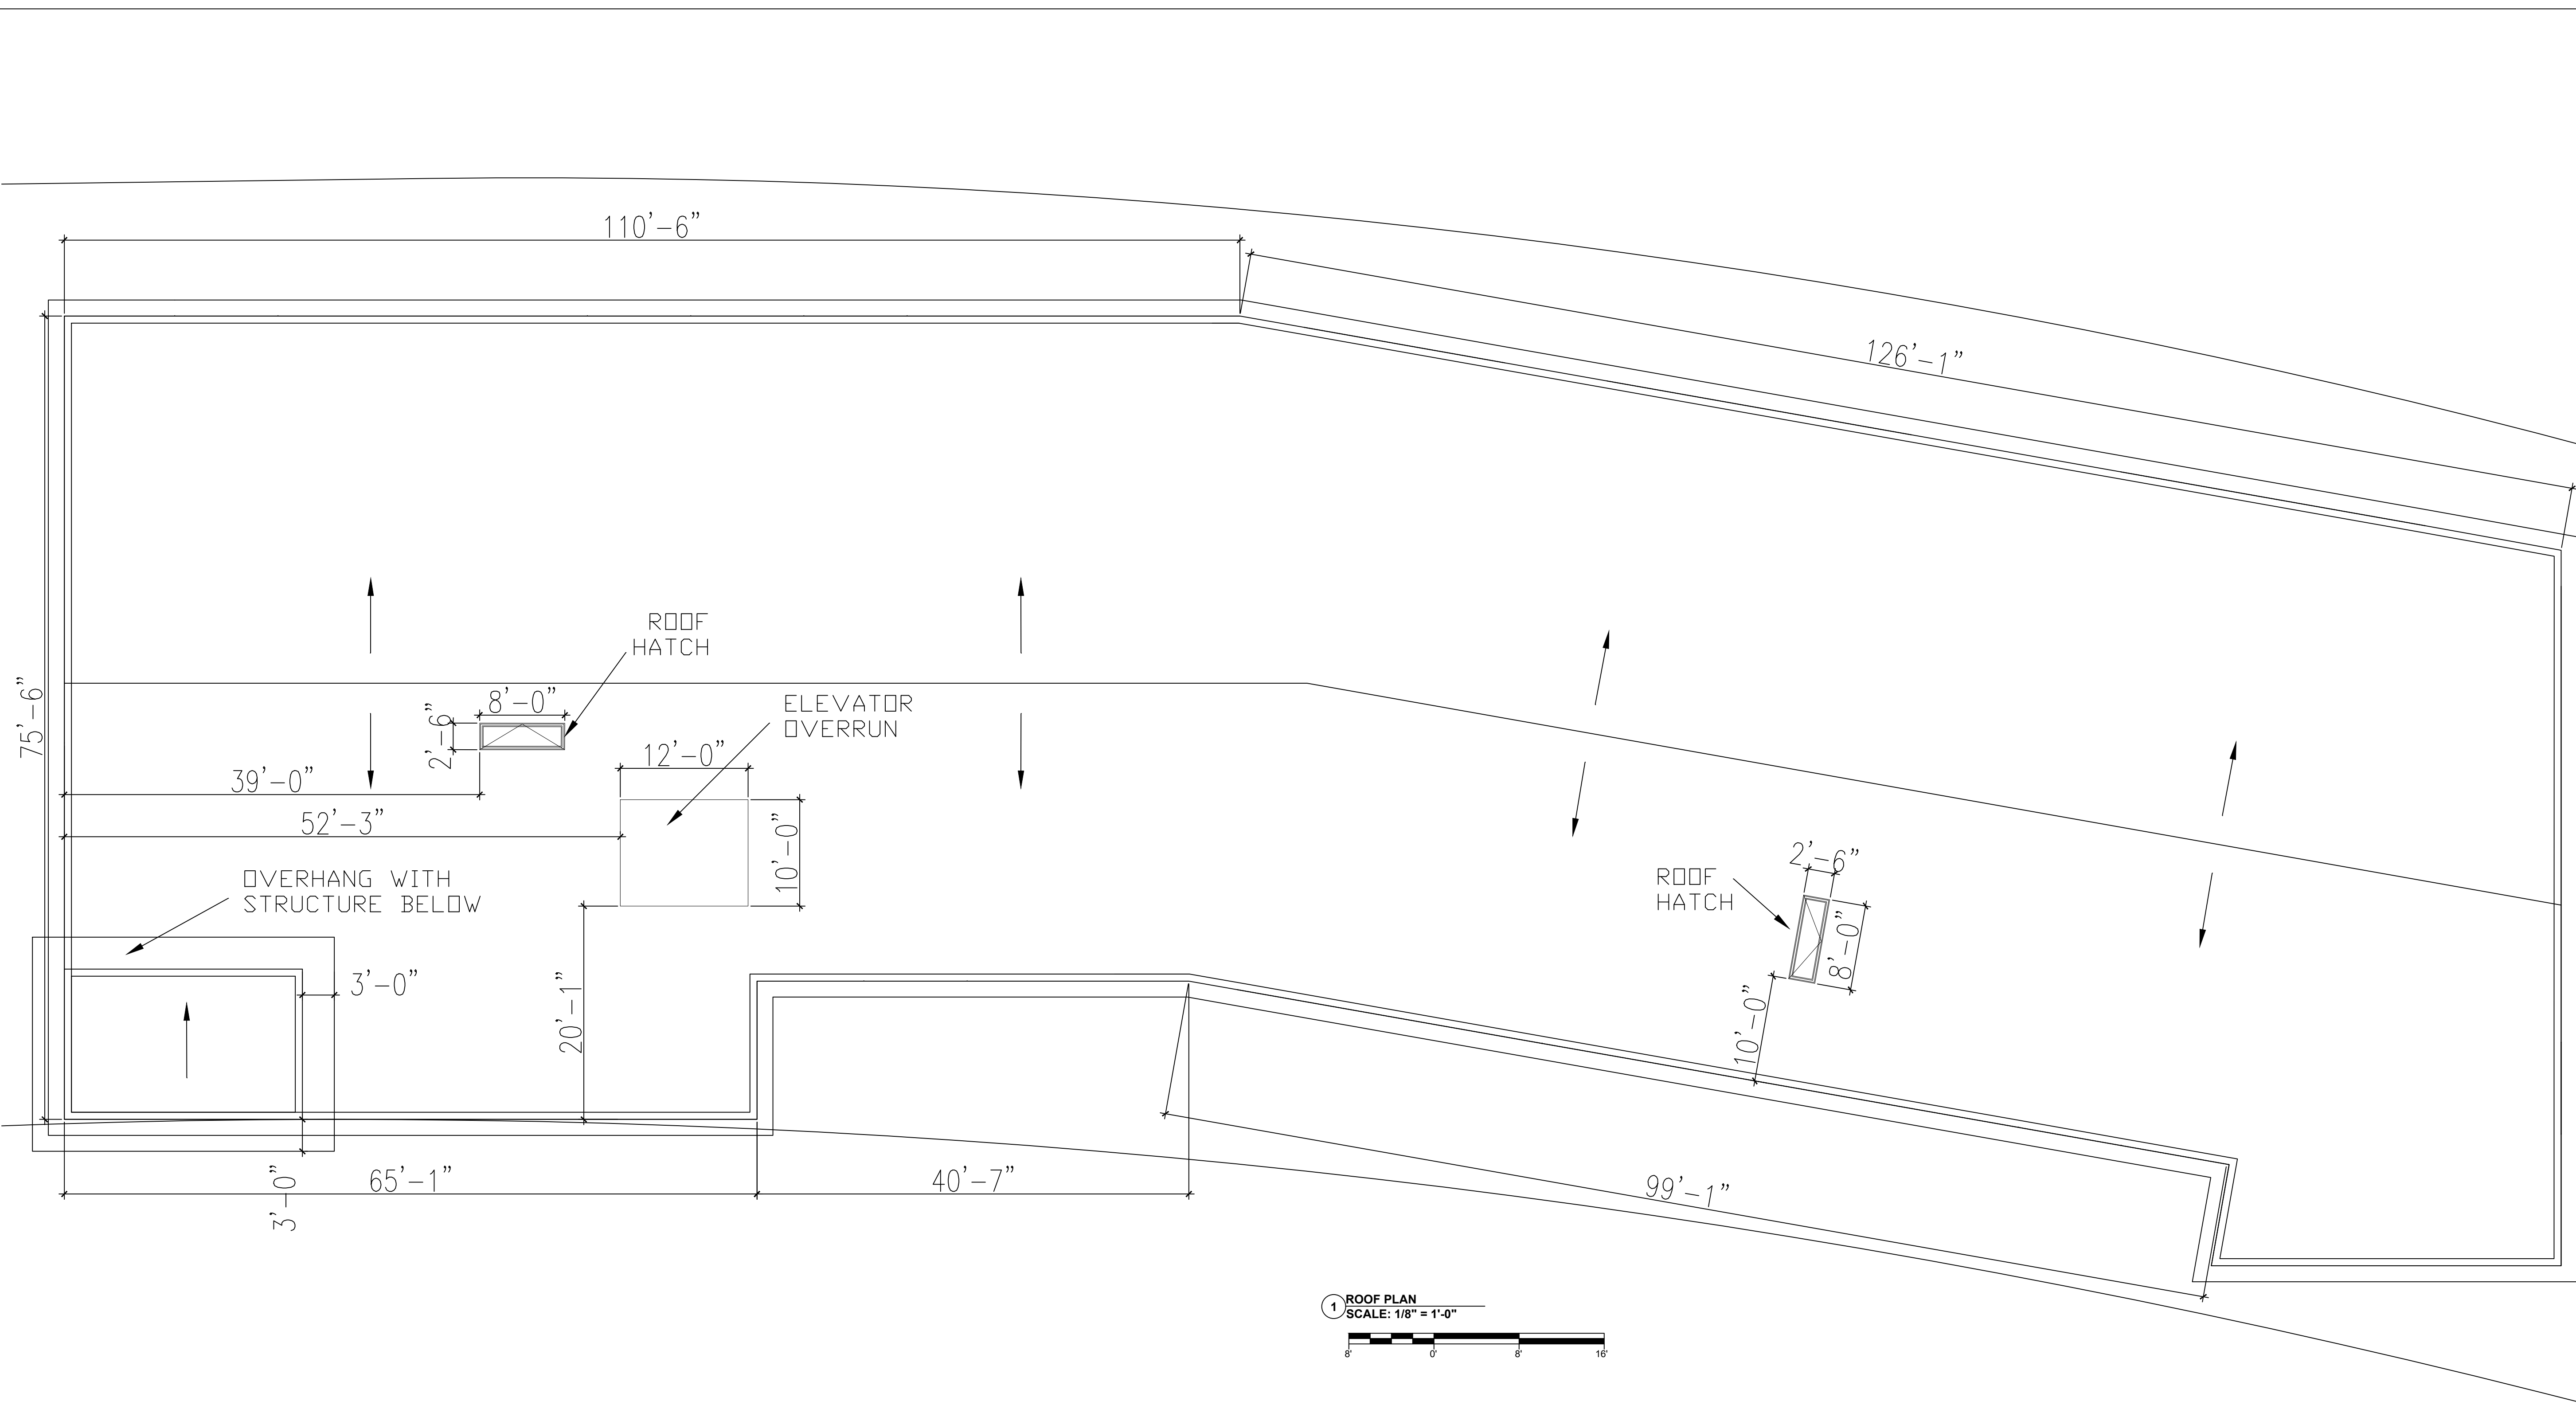 110'-6"
126'-1"
ROOF
HATCH
8'-0"
2'-6"
ELEVATOR
OVERRUN
75'-6"
12'-0"
39'-0"
52'-3"
10'-0"
2'-6"
ROOF
HATCH
8'-0"
OVERHANG WITH
STRUCTURE BELOW
3'-0"
20'-1"
10'-0"
65'-1"
40'-7"
3'-0"
99'-1"
1
ROOF PLAN
SCALE: 1/8" = 1'-0"
8' 0' 8' 16'